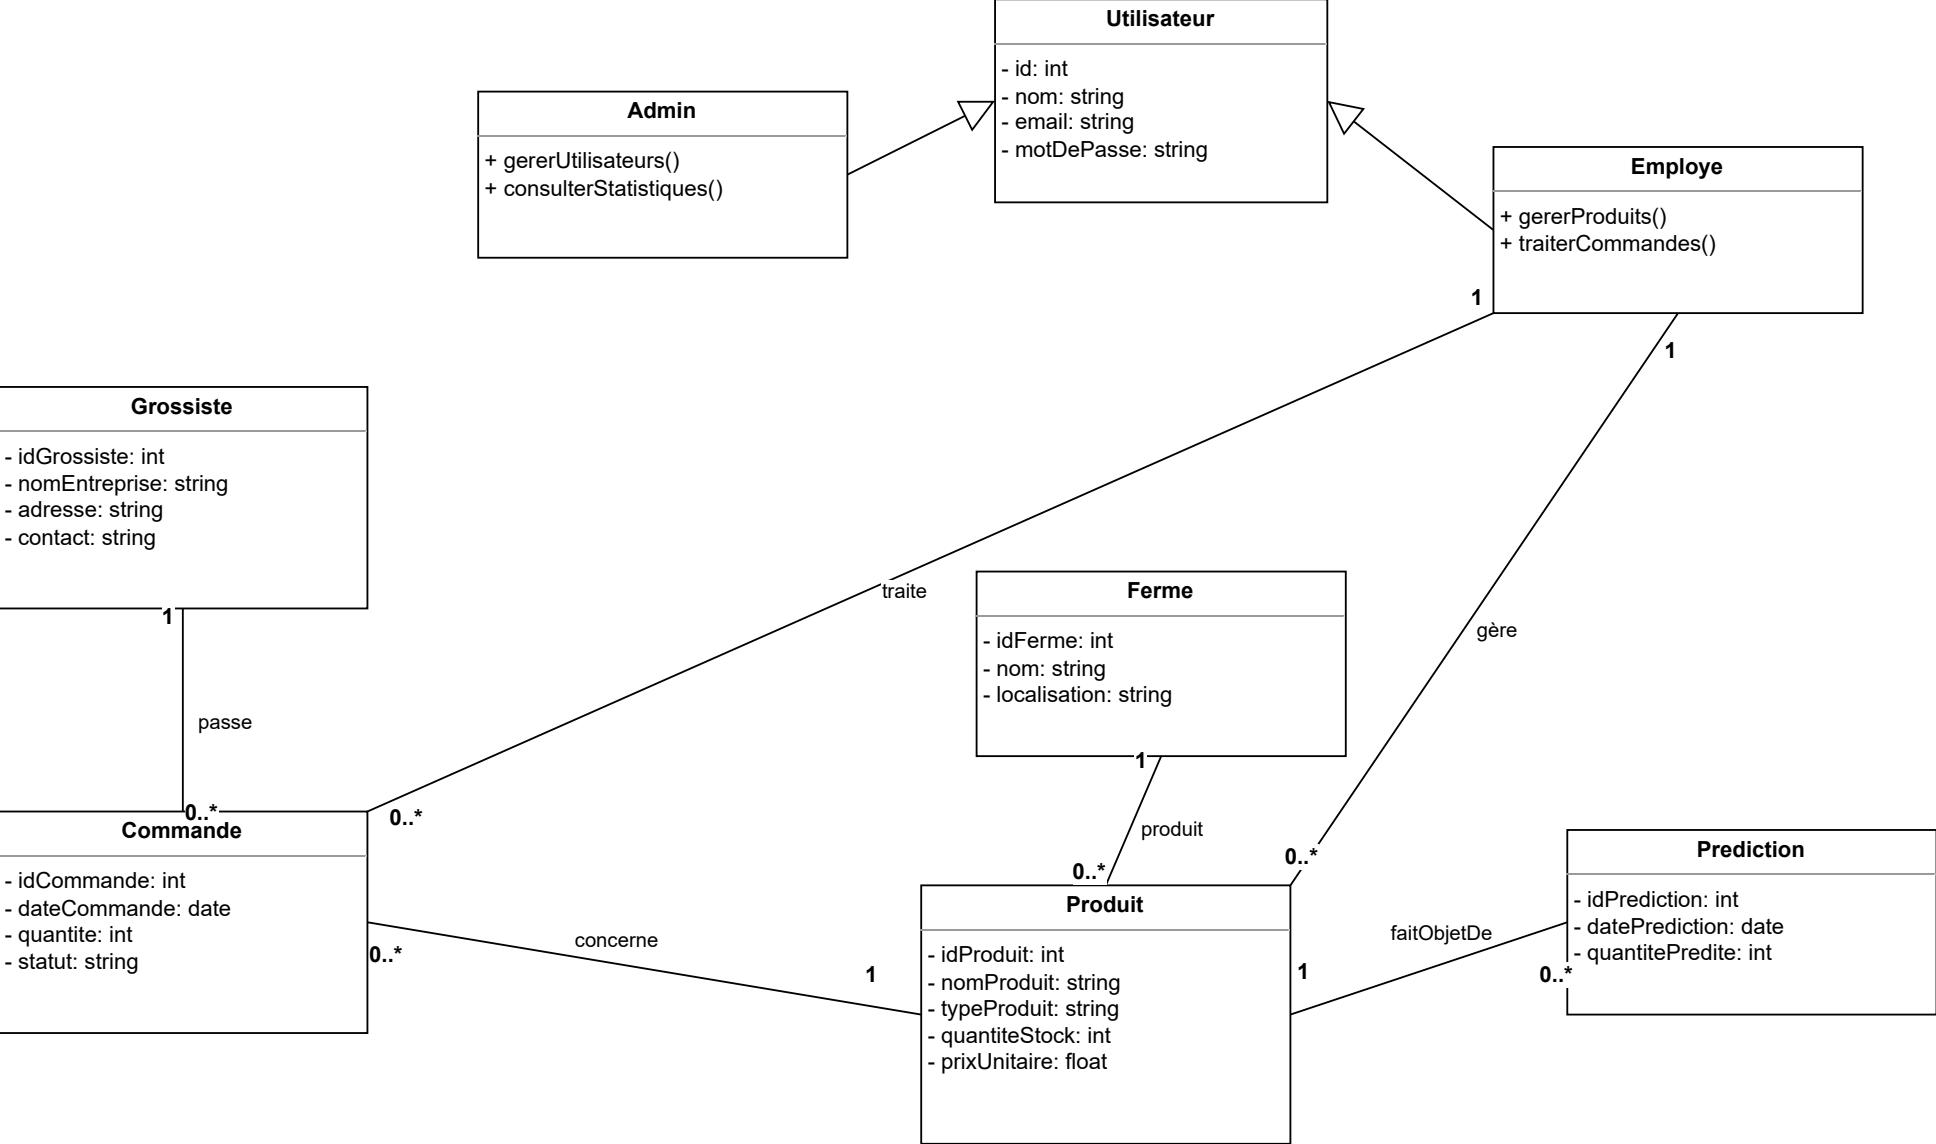 Utilisateur
- id: int
- nom: string
- email: string
- motDePasse: string
Admin
+ gererUtilisateurs()
+ consulterStatistiques()
Employe
+ gererProduits()
+ traiterCommandes()
1
1
Grossiste
- idGrossiste: int
- nomEntreprise: string
- adresse: string
- contact: string
1
passe
0..*
traite
0..*
gère
0..*
Ferme
- idFerme: int
- nom: string
- localisation: string
1
produit
0..*
Commande
- idCommande: int
- dateCommande: date
- quantite: int
- statut: string
0..*
concerne
1
Produit
- idProduit: int
- nomProduit: string
- typeProduit: string
- quantiteStock: int
- prixUnitaire: float
1
faitObjetDe
0..*
Prediction
- idPrediction: int
- datePrediction: date
- quantitePredite: int